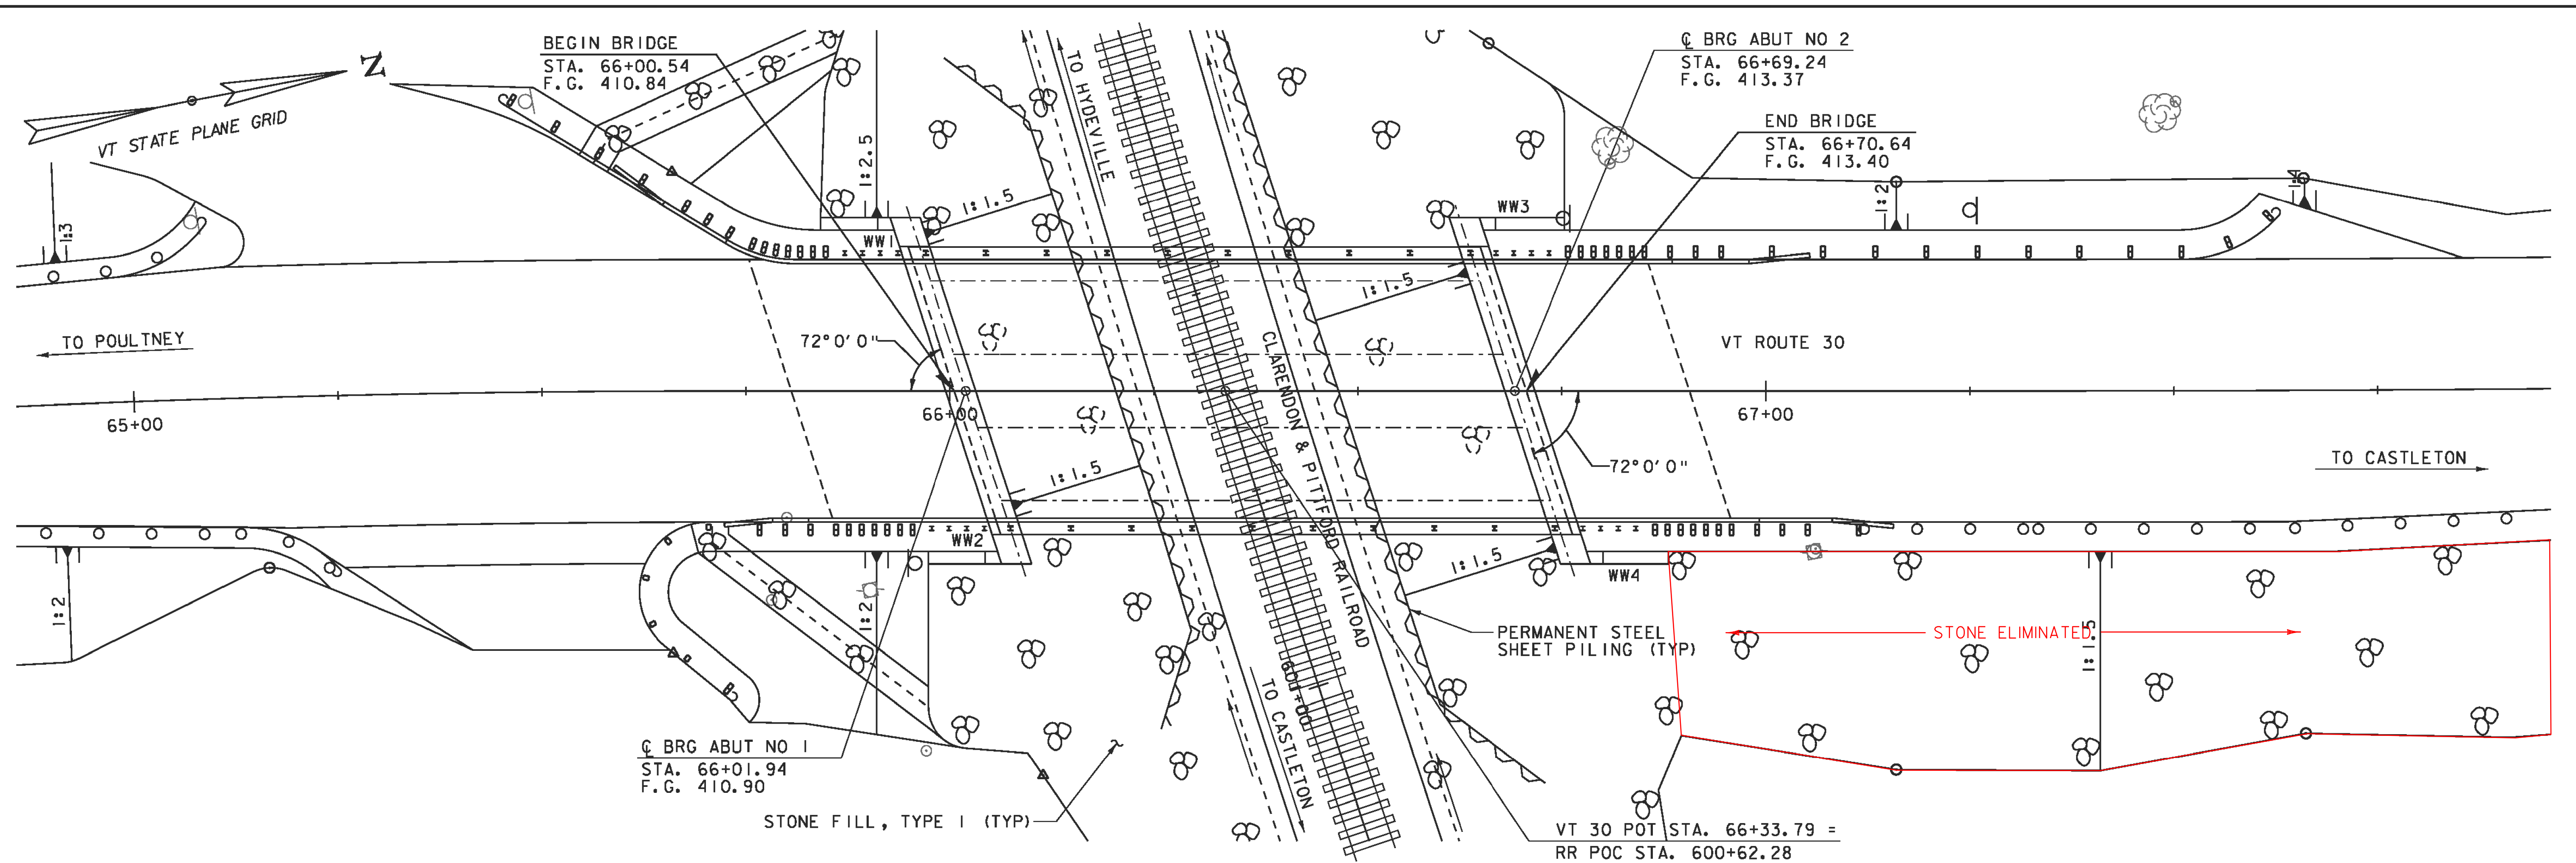 BEGIN BRIDGE
STA. 66+00.54
F.G. 410.84
℄ BRG ABUT NO 2
STA. 66+69.24
F.G. 413.37
END BRIDGE
STA. 66+70.64
F.G. 413.40
Z
VT STATE PLANE GRID
TO HYDEVILLE
1:2.5
1:1.5
1:3
WW1
WW3
1:2
1:4
1:1.5
TO POULTNEY
72°0'0"
VT ROUTE 30
65+00
66+00
67+00
CLARENDON & PITTFORD RAILROAD
72°0'0"
TO CASTLETON
1:1.5
WW2
1:1.5
WW4
1:2
1:2
PERMANENT STEEL
SHEET PILING (TYP)
STONE ELIMINATED
1:1.5
TO CASTLETON
601+00
℄ BRG ABUT NO 1
STA. 66+01.94
F.G. 410.90
STONE FILL, TYPE I (TYP)
VT 30 POT STA. 66+33.79 =
RR POC STA. 600+62.28